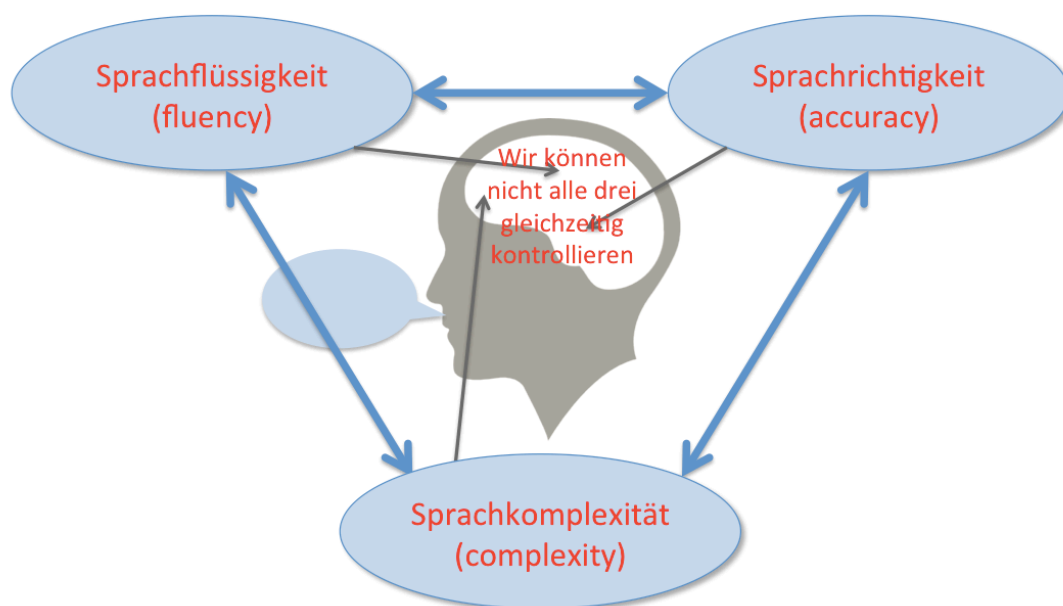 Sprachflüssigkeit
(fluency)
Sprachrichtigkeit
(accuracy)
Wir können
nicht alle drei
gleichzeitig
kontrollieren
Sprachkomplexität
(complexity)